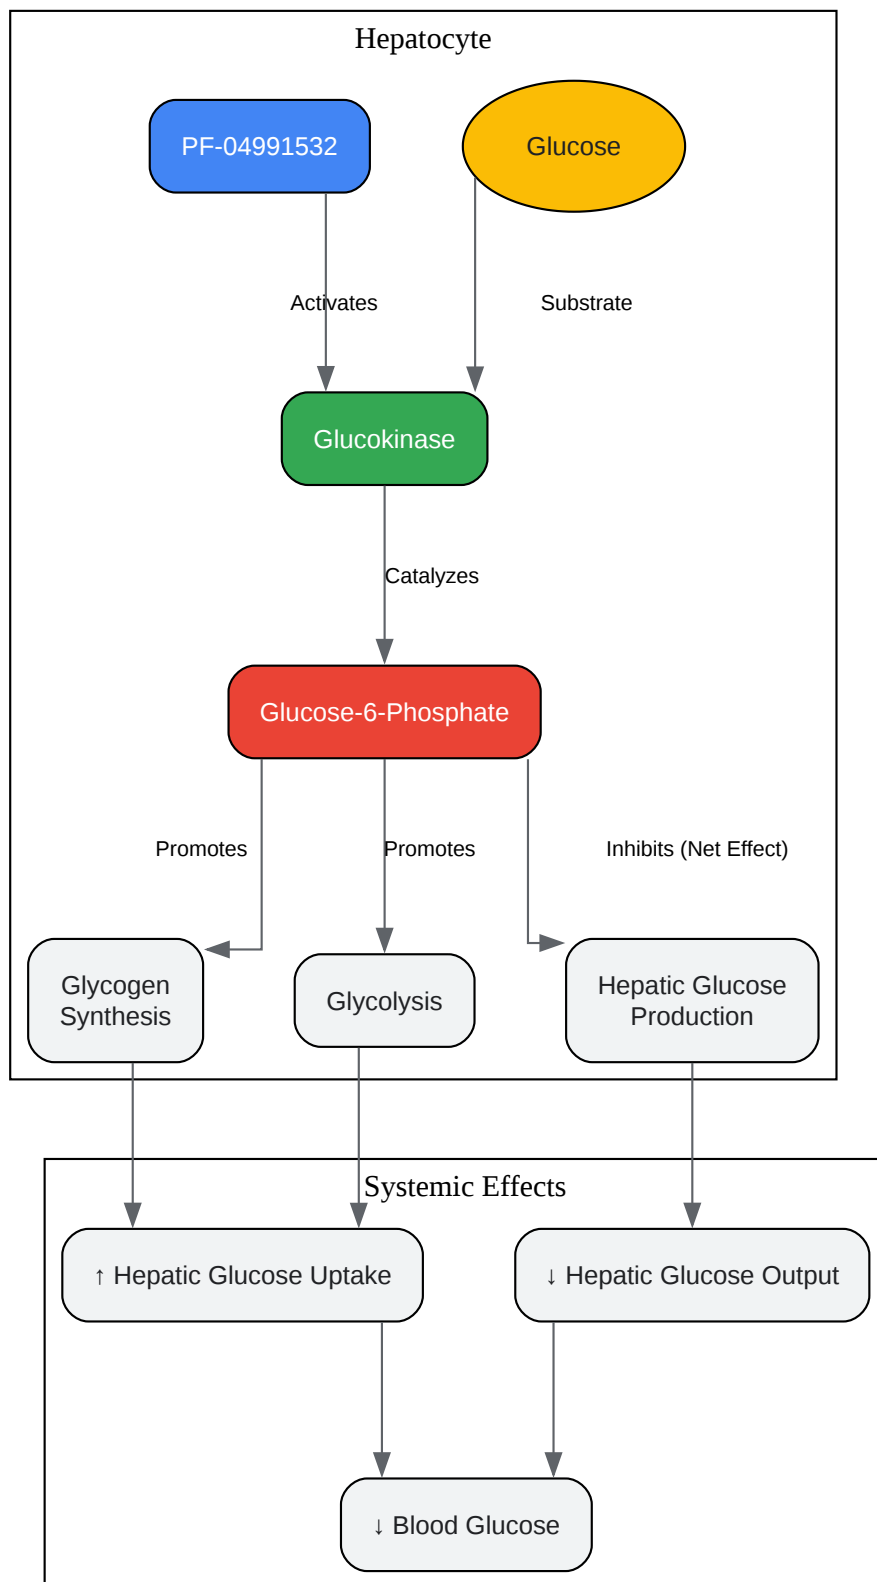 Hepatocyte
PF-04991532
Glucose
Activates
Substrate
Glucokinase
Catalyzes
Glucose-6-Phosphate
Promotes
Promotes
Inhibits (Net Effect)
Glycogen
Synthesis
Glycolysis
Hepatic Glucose
Production
Systemic Effects
↑ Hepatic Glucose Uptake
↓ Hepatic Glucose Output
↓ Blood Glucose